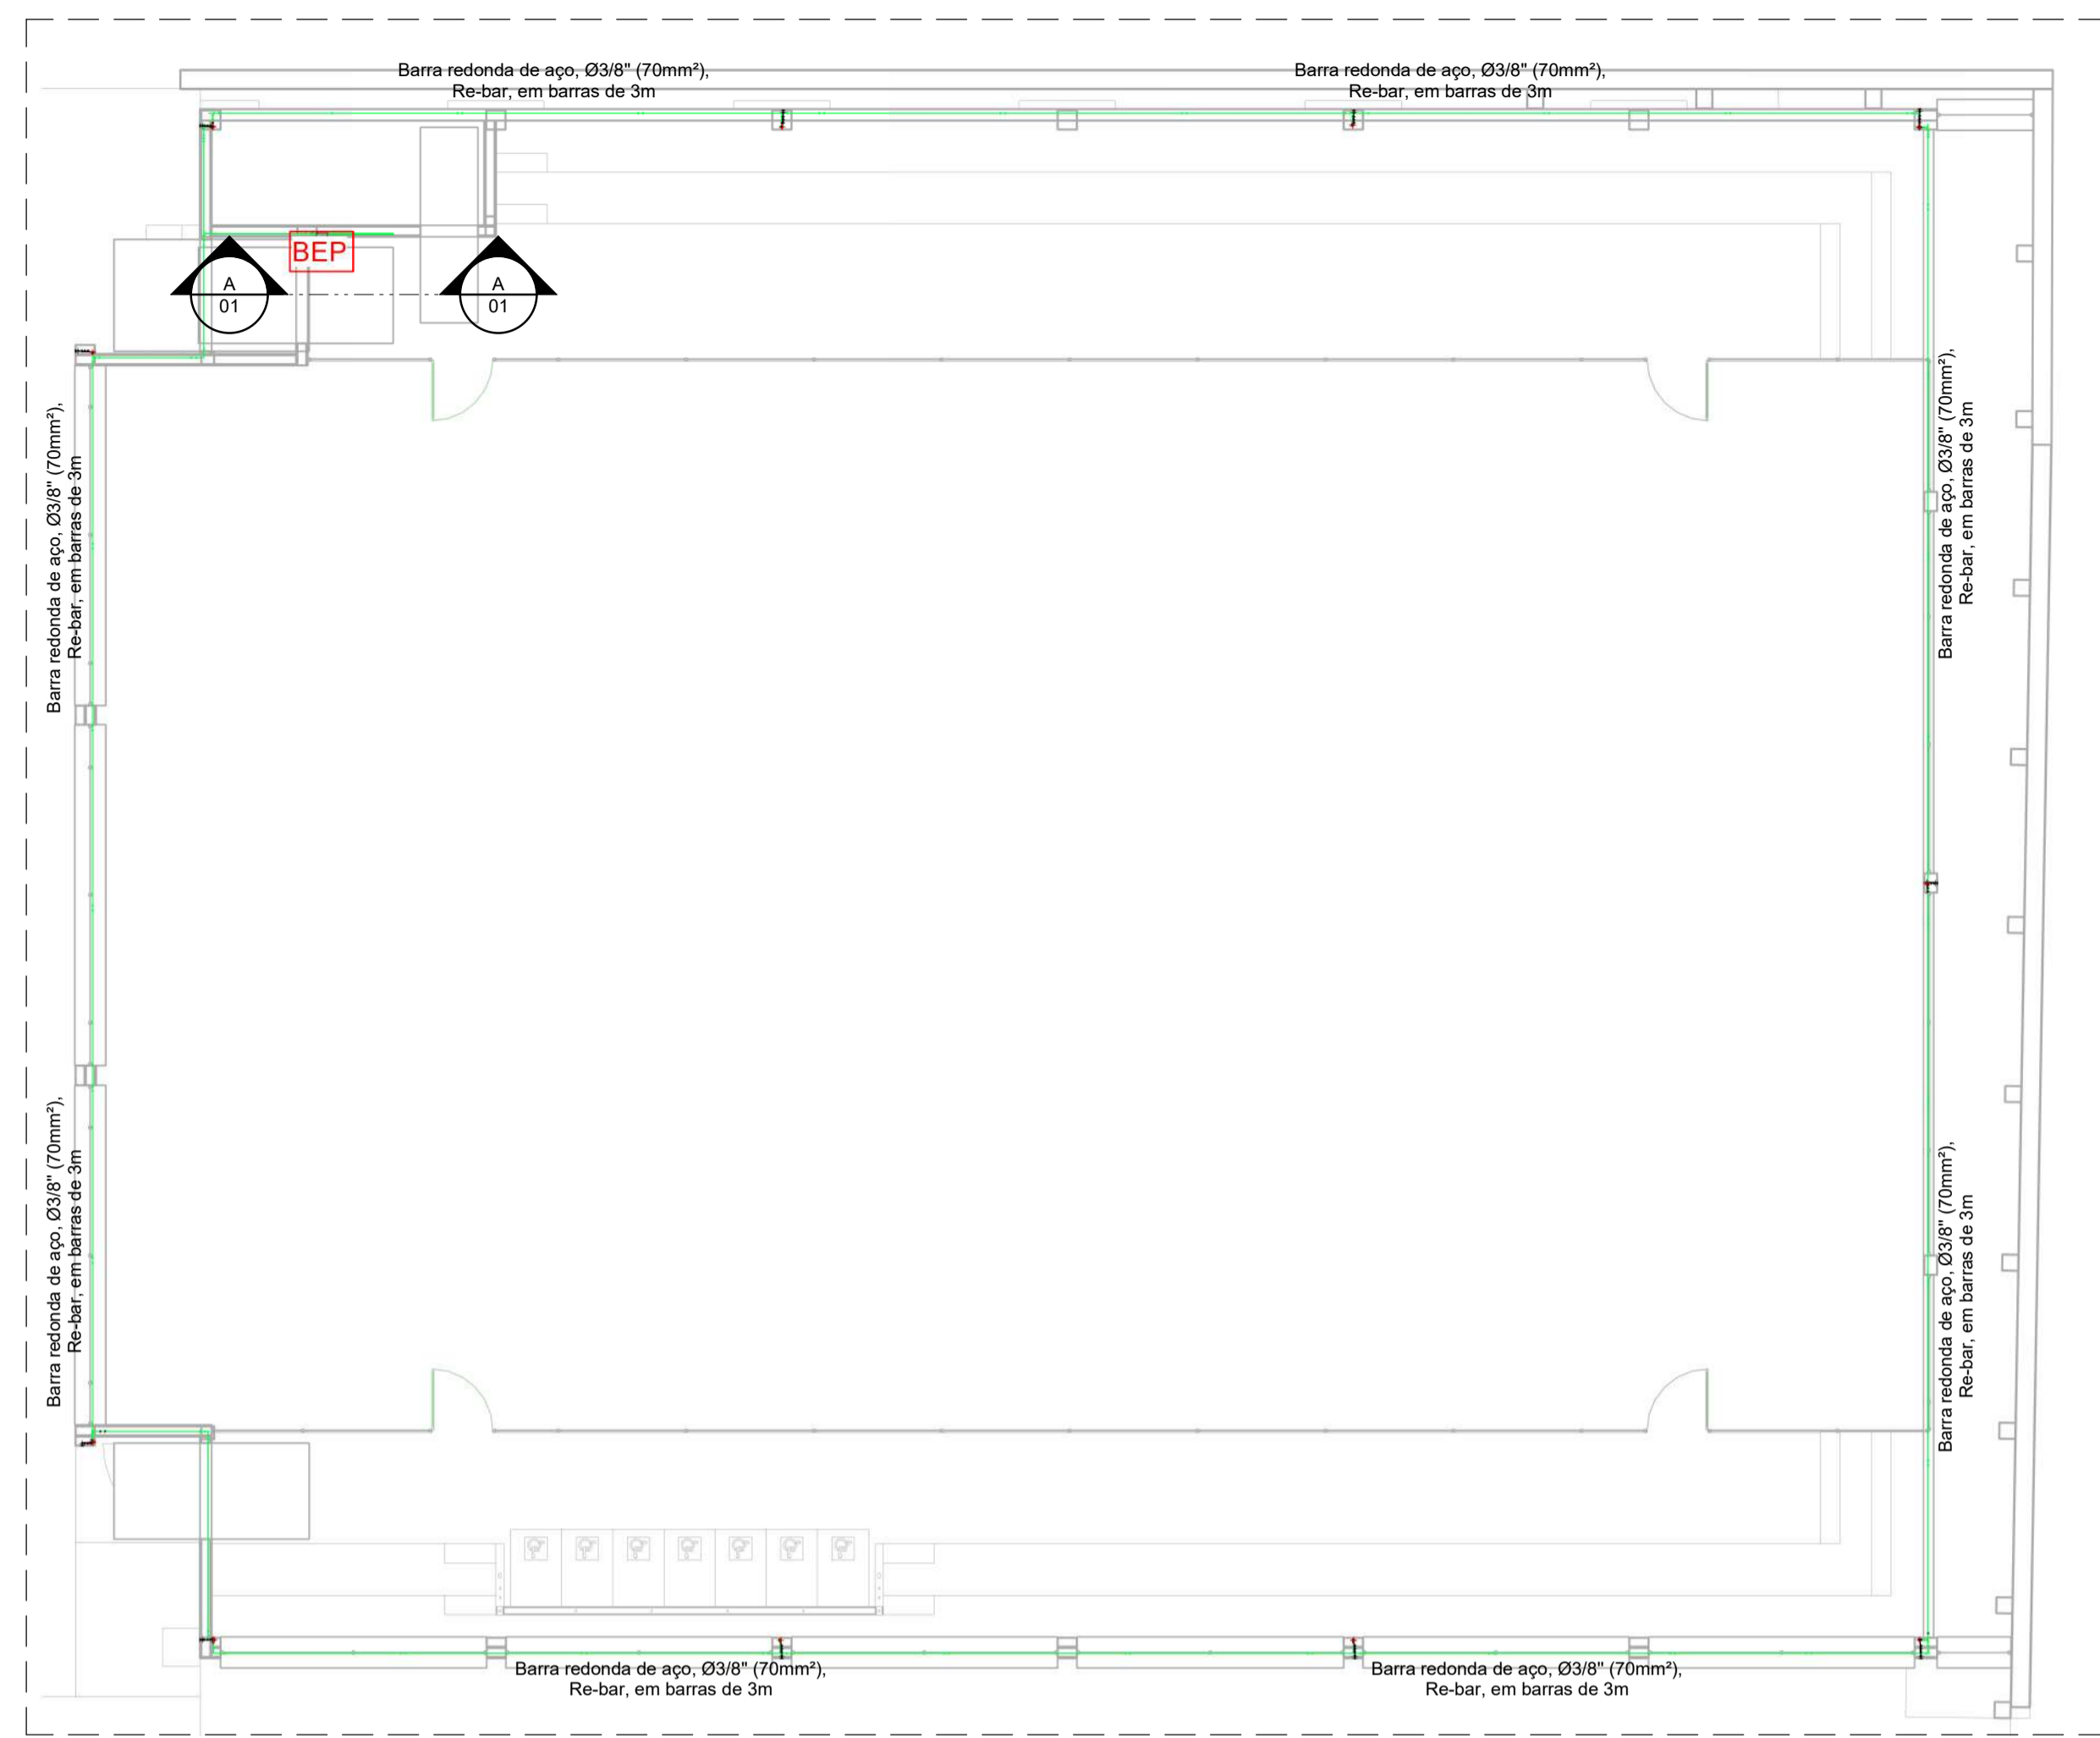 Barra redonda de aço, Ø3/8" (70mm²),
Re-bar, em barras de 3m
Barra redonda de aço, Ø3/8" (70mm²),
Re-bar, em barras de 3m
BEP
A
01
A
01
Barra redonda de aço, Ø3/8" (70mm²),
Re-bar, em barras de 3m
Barra redonda de aço, Ø3/8" (70mm²),
Re-bar, em barras de 3m
Barra redonda de aço, Ø3/8" (70mm²),
Re-bar, em barras de 3m
Barra redonda de aço, Ø3/8" (70mm²),
Re-bar, em barras de 3m
Barra redonda de aço, Ø3/8" (70mm²),
Re-bar, em barras de 3m
Barra redonda de aço, Ø3/8" (70mm²),
Re-bar, em barras de 3m